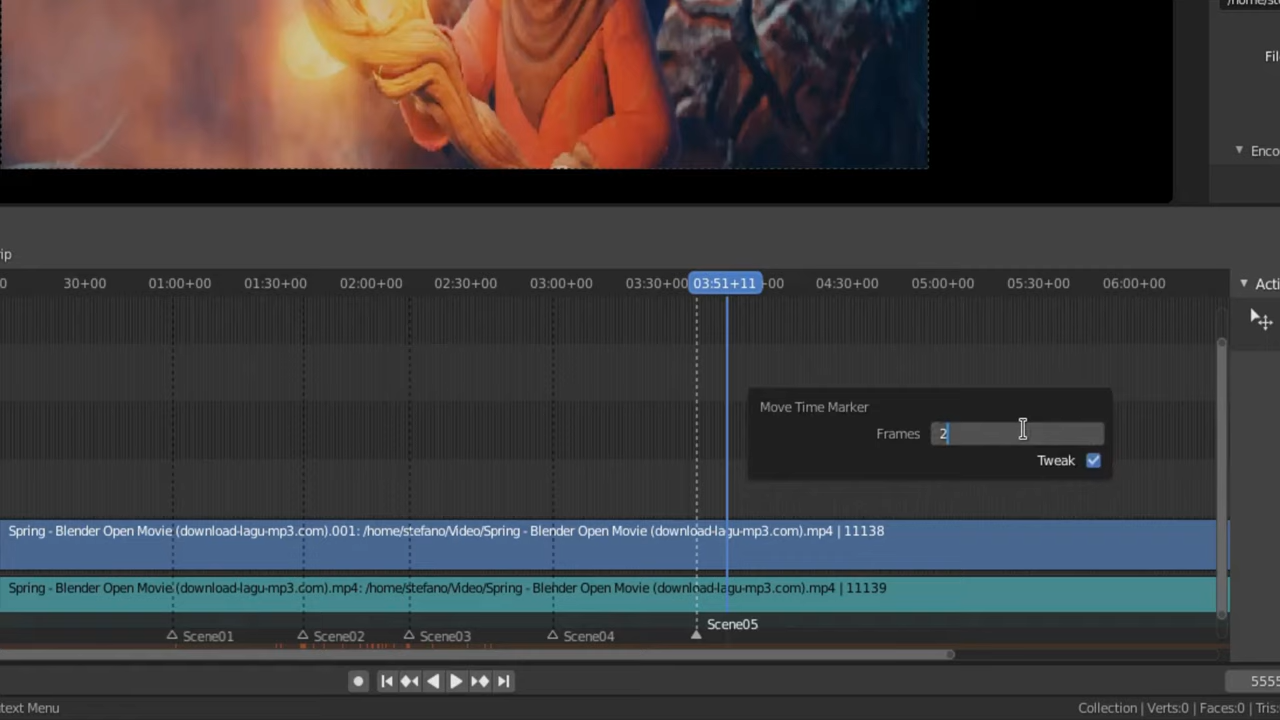 /home/ste
File
Enco
ip
0 30+00 01:00+00 01:30+00 02:00+00 02:30+00 03:00+00 03:30+00 03:51+11 +00 04:30+00 05:00+00 05:30+00 06:00+00
Acti
Move Time Marker
Frames 2
Tweak
Spring - Blender Open Movie (download-lagu-mp3.com).001: /home/stefano/Video/Spring - Blender Open Movie (download-lagu-mp3.com).mp4 | 11138
Spring - Blender Open Movie (download-lagu-mp3.com).mp4: /home/stefano/Video/Spring - Blender Open Movie (download-lagu-mp3.com).mp4 | 11139
Scene01 Scene02 Scene03 Scene04 Scene05
5555
text Menu
Collection | Verts:0 | Faces:0 | Tris: